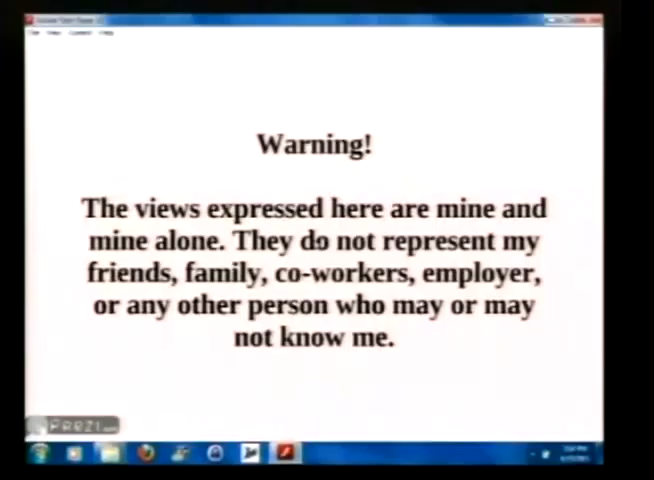 Warning!
The views expressed here are mine and
mine alone. They do not represent my
friends, family, co-workers, employer,
or any other person who may or may
not know me.
Prezi